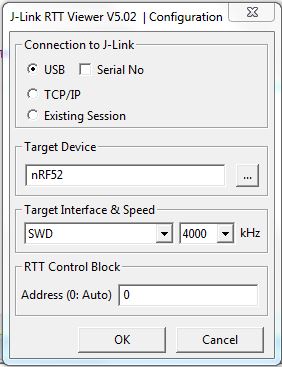 J-Link RTT Viewer V5.02 | Configuration
Connection to J-Link
USB Serial No
TCP/IP
Existing Session
Target Device
nRF52 ...
Target Interface & Speed
SWD 4000 kHz
RTT Control Block
Address (0: Auto) 0
OK Cancel